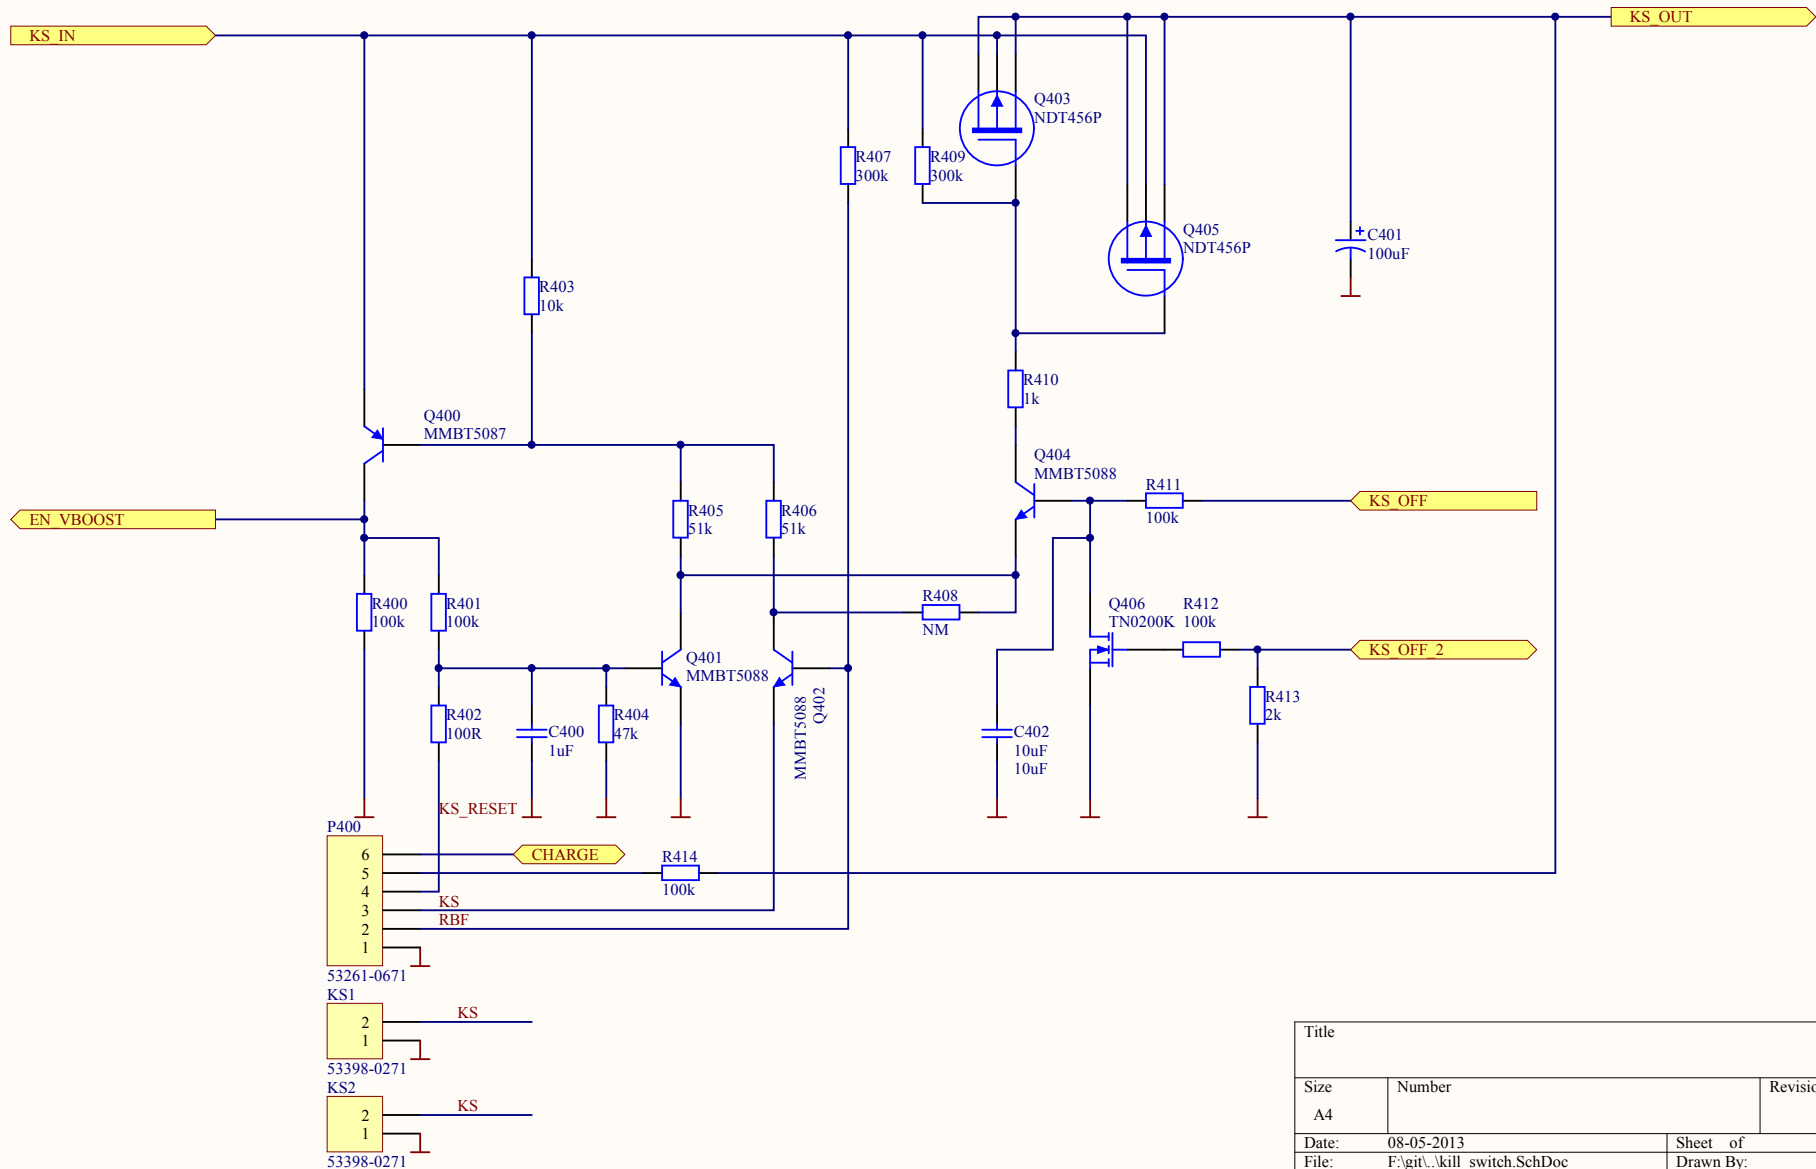 KS_IN
KS_OUT
Q403
NDT456P
R407
300k
R409
300k
Q405
NDT456P
C401
100uF
R403
10k
R410
1k
Q400
MMBT5087
Q404
MMBT5088
R411
100k
KS_OFF
EN_VBOOST
R405
51k
R406
51k
R400
100k
R401
100k
R408
NM
Q406
TN0200K
R412
100k
KS_OFF_2
Q401
MMBT5088
MMBT5088
Q402
R413
2k
R402
100R
C400
1uF
R404
47k
C402
10uF
10uF
KS_RESET
P400
6
5
4
3
2
1
CHARGE
R414
100k
KS
RBF
53261-0671
KS1
2
1
KS
53398-0271
KS2
2
1
KS
53398-0271
Title
Size
Number
Revisio
A4
Date:
08-05-2013
Sheet of
File:
F:\git\..\kill_switch.SchDoc
Drawn By: